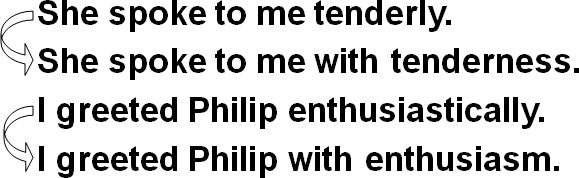 She spoke to me tenderly.
She spoke to me with tenderness.
I greeted Philip enthusiastically.
I greeted Philip with enthusiasm.